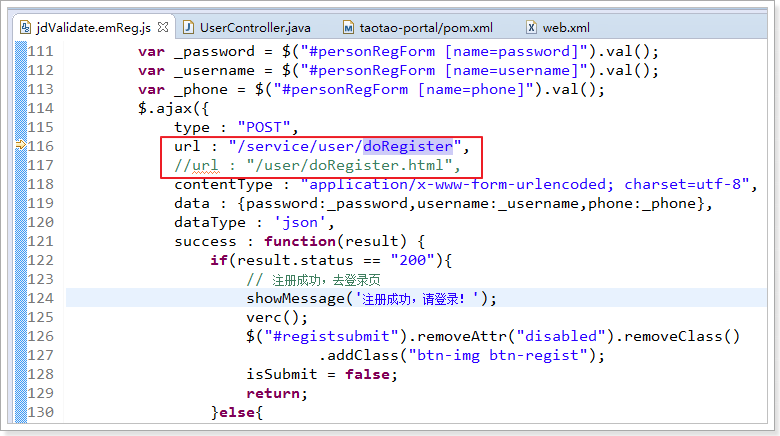 jdValidate.emReg.js UserController.java taotao-portal/pom.xml web.xml
111 var _password = $("#personRegForm [name=password]").val();
112 var _username = $("#personRegForm [name=username]").val();
113 var _phone = $("#personRegForm [name=phone]").val();
114 $.ajax({
115 type : "POST",
116 url : "/service/user/doRegister",
117 //url : "/user/doRegister.html",
118 contentType : "application/x-www-form-urlencoded; charset=utf-8",
119 data : {password:_password,username:_username,phone:_phone},
120 dataType : 'json',
121 success : function(result) {
122 if(result.status == "200"){
123 // 注册成功，去登录页
124 showMessage('注册成功，请登录！');
125 verc();
126 $("#registsubmit").removeAttr("disabled").removeClass()
127 .addClass("btn-img btn-regist");
128 isSubmit = false;
129 return;
130 }else{